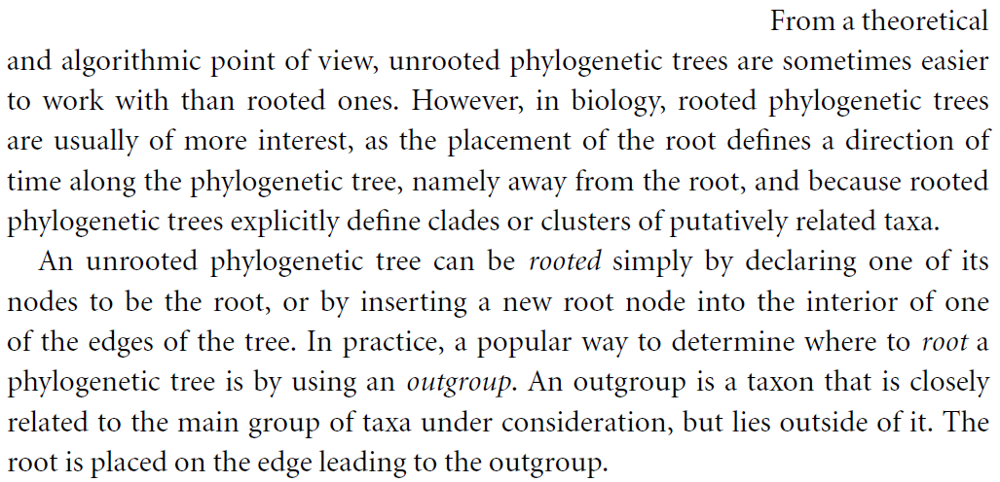 From a theoretical
and algorithmic point of view, unrooted phylogenetic trees are sometimes easier
to work with than rooted ones. However, in biology, rooted phylogenetic trees
are usually of more interest, as the placement of the root defines a direction of
time along the phylogenetic tree, namely away from the root, and because rooted
phylogenetic trees explicitly define clades or clusters of putatively related taxa.
An unrooted phylogenetic tree can be rooted simply by declaring one of its
nodes to be the root, or by inserting a new root node into the interior of one
of the edges of the tree. In practice, a popular way to determine where to root a
phylogenetic tree is by using an outgroup. An outgroup is a taxon that is closely
related to the main group of taxa under consideration, but lies outside of it. The
root is placed on the edge leading to the outgroup.